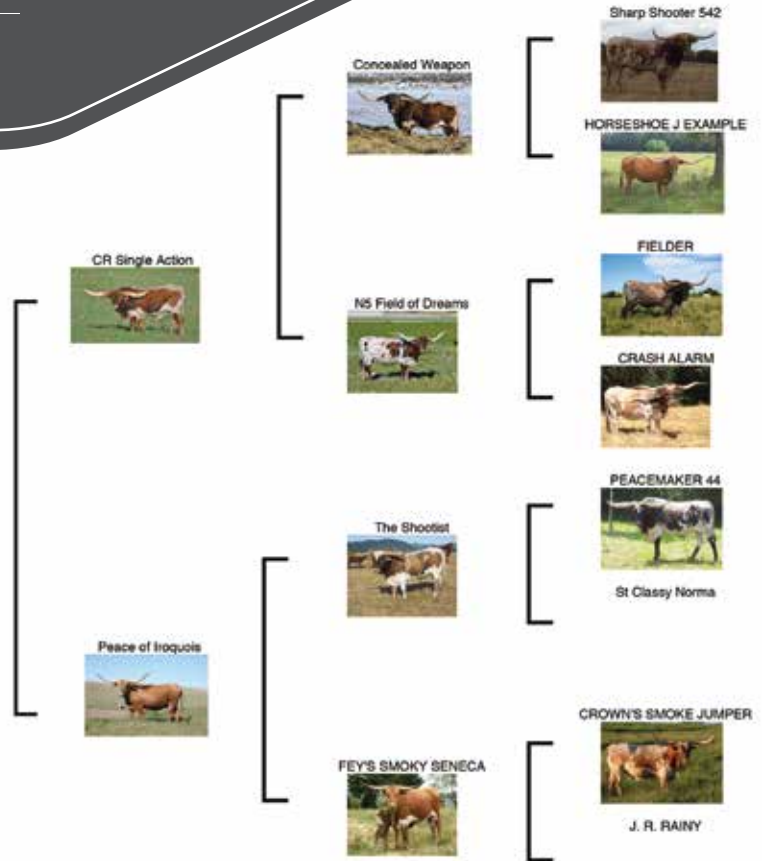 Sharp Shooter 542
Concealed Weapon
HORSESHOE J EXAMPLE
CR Single Action
FIELDER
N5 Field of Dreams
CRASH ALARM
PEACEMAKER 44
The Shootist
St Classy Norma
Peace of Iroquois
CROWN'S SMOKE JUMPER
FEY'S SMOKY SENECA
J. R. RAINY